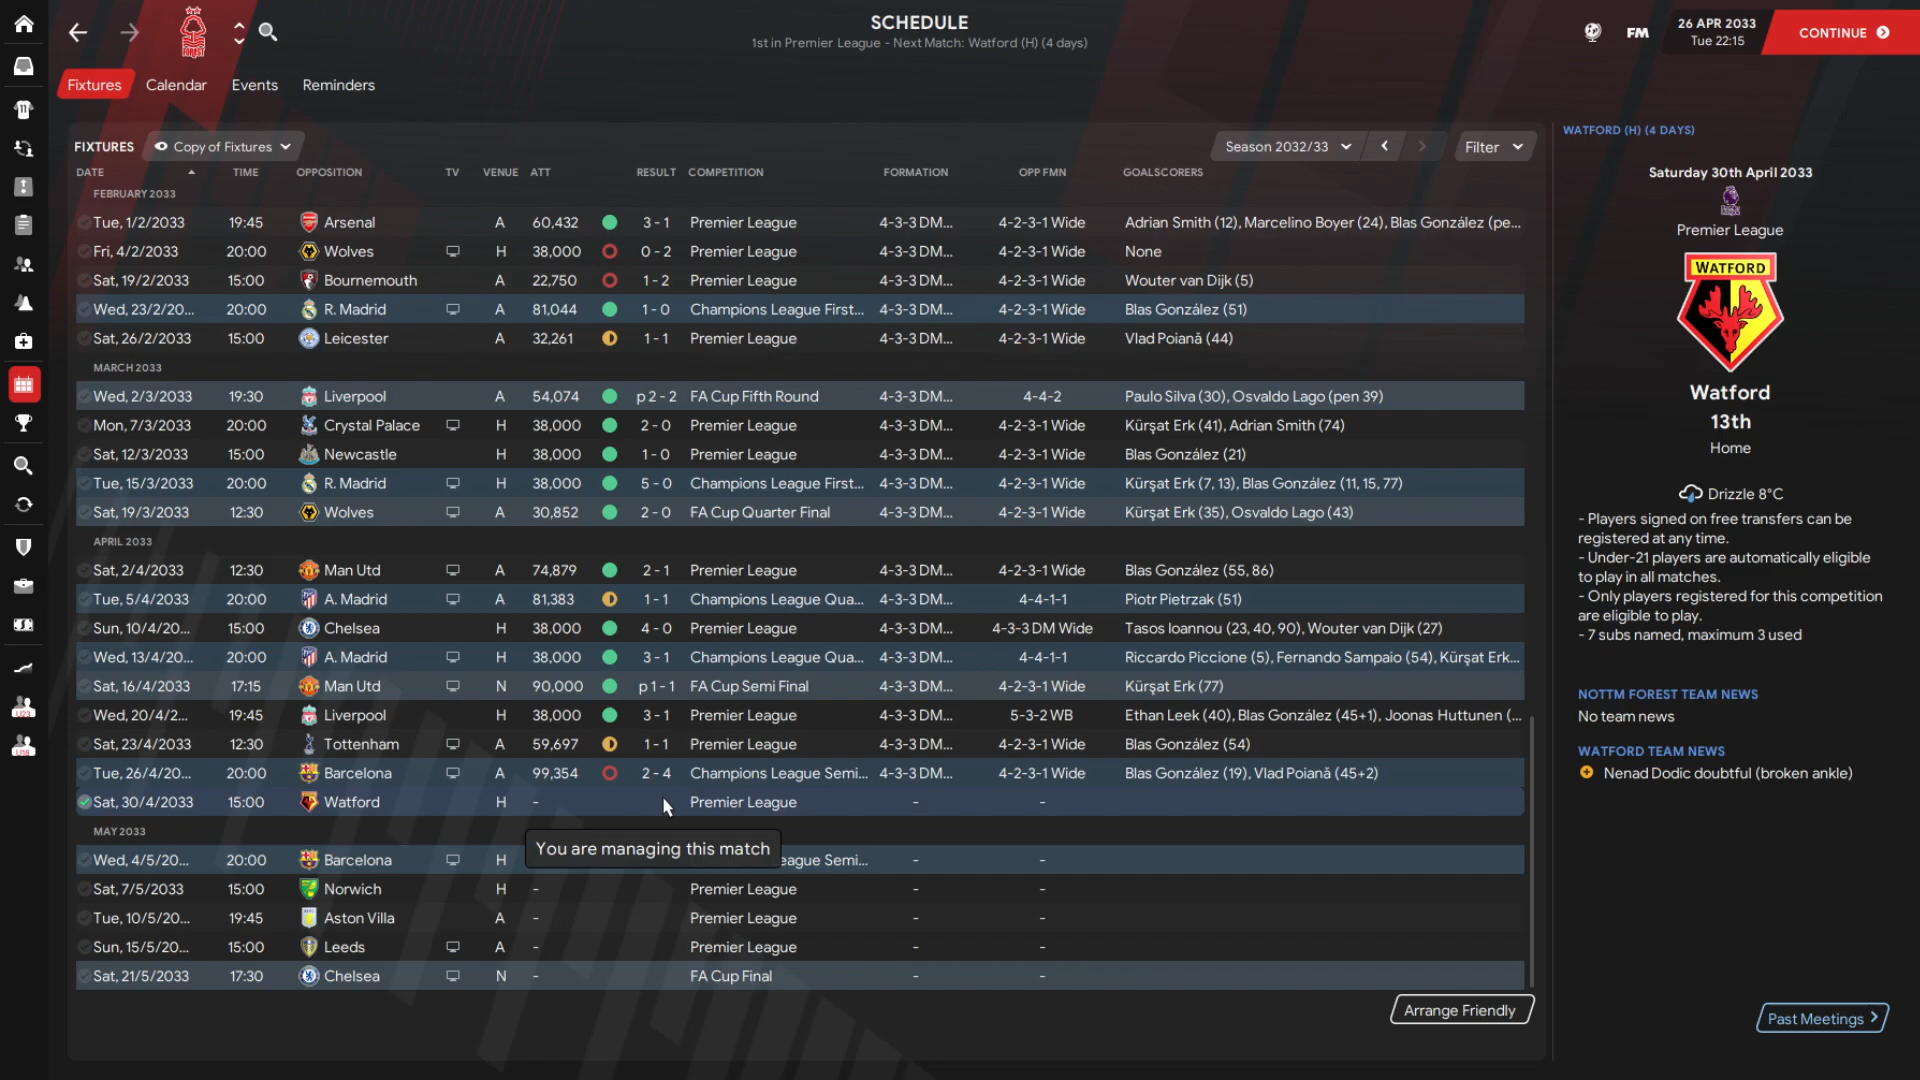 SCHEDULE
1st in Premier League - Next Match: Watford (H) (4 days)
FM
26 APR 2033
Tue 22:15
CONTINUE
Fixtures Calendar Events Reminders
FIXTURES Copy of Fixtures Season 2032/33 Filter
DATE TIME OPPOSITION TV VENUE ATT RESULT COMPETITION FORMATION OPP FMN GOALSCORERS
FEBRUARY 2033
Tue, 1/2/2033 19:45 Arsenal A 60,432 3 - 1 Premier League 4-3-3 DM... 4-2-3-1 Wide Adrian Smith (12), Marcelino Boyer (24), Blas González (pe...
Fri, 4/2/2033 20:00 Wolves H 38,000 0 - 2 Premier League 4-3-3 DM... 4-2-3-1 Wide None
Sat, 19/2/2033 15:00 Bournemouth A 22,750 1 - 2 Premier League 4-3-3 DM... 4-2-3-1 Wide Wouter van Dijk (5)
Wed, 23/2/20... 20:00 R. Madrid A 81,044 1 - 0 Champions League First... 4-3-3 DM... 4-2-3-1 Wide Blas González (51)
Sat, 26/2/2033 15:00 Leicester A 32,261 1 - 1 Premier League 4-3-3 DM... 4-2-3-1 Wide Vlad Poiană (44)
MARCH 2033
Wed, 2/3/2033 19:30 Liverpool A 54,074 p 2 - 2 FA Cup Fifth Round 4-3-3 DM... 4-4-2 Paulo Silva (30), Osvaldo Lago (pen 39)
Mon, 7/3/2033 20:00 Crystal Palace H 38,000 2 - 0 Premier League 4-3-3 DM... 4-2-3-1 Wide Kürşat Erk (41), Adrian Smith (74)
Sat, 12/3/2033 15:00 Newcastle H 38,000 1 - 0 Premier League 4-3-3 DM... 4-2-3-1 Wide Blas González (21)
Tue, 15/3/2033 20:00 R. Madrid H 38,000 5 - 0 Champions League First... 4-3-3 DM... 4-2-3-1 Wide Kürşat Erk (7, 13), Blas González (11, 15, 77)
Sat, 19/3/2033 12:30 Wolves A 30,852 2 - 0 FA Cup Quarter Final 4-3-3 DM... 4-2-3-1 Wide Kürşat Erk (35), Osvaldo Lago (43)
APRIL 2033
Sat, 2/4/2033 12:30 Man Utd A 74,879 2 - 1 Premier League 4-3-3 DM... 4-2-3-1 Wide Blas González (55, 86)
Tue, 5/4/2033 20:00 A. Madrid A 81,383 1 - 1 Champions League Qua... 4-3-3 DM... 4-4-1-1 Piotr Pietrzak (51)
Sun, 10/4/20... 15:00 Chelsea H 38,000 4 - 0 Premier League 4-3-3 DM... 4-3-3 DM Wide Tasos Ioannou (23, 40, 90), Wouter van Dijk (27)
Wed, 13/4/20... 20:00 A. Madrid H 38,000 3 - 1 Champions League Qua... 4-3-3 DM... 4-4-1-1 Riccardo Piccione (5), Fernando Sampaio (54), Kürşat Erk...
Sat, 16/4/2033 17:15 Man Utd N 90,000 p 1 - 1 FA Cup Semi Final 4-3-3 DM... 4-2-3-1 Wide Kürşat Erk (77)
Wed, 20/4/2... 19:45 Liverpool H 38,000 3 - 1 Premier League 4-3-3 DM... 5-3-2 WB Ethan Leek (40), Blas González (45+1), Joonas Huttunen (...
Sat, 23/4/2033 12:30 Tottenham A 59,697 1 - 1 Premier League 4-3-3 DM... 4-2-3-1 Wide Blas González (54)
Tue, 26/4/20... 20:00 Barcelona A 99,354 2 - 4 Champions League Semi... 4-3-3 DM... 4-2-3-1 Wide Blas González (19), Vlad Poiană (45+2)
Sat, 30/4/2033 15:00 Watford H - Premier League - -
MAY 2033
You are managing this match
Wed, 4/5/20... 20:00 Barcelona H eague Semi... - -
Sat, 7/5/2033 15:00 Norwich H - Premier League - -
Tue, 10/5/20... 19:45 Aston Villa A - Premier League - -
Sun, 15/5/20... 15:00 Leeds A - Premier League - -
Sat, 21/5/2033 17:30 Chelsea N - FA Cup Final - -
Arrange Friendly
WATFORD (H) (4 DAYS)
Saturday 30th April 2033
Premier League
WATFORD
Watford
13th
Home
Drizzle 8°C
- Players signed on free transfers can be
registered at any time.
- Under-21 players are automatically eligible
to play in all matches.
- Only players registered for this competition
are eligible to play.
- 7 subs named, maximum 3 used
NOTTM FOREST TEAM NEWS
No team news
WATFORD TEAM NEWS
Nenad Dodic doubtful (broken ankle)
Past Meetings
U23
U18